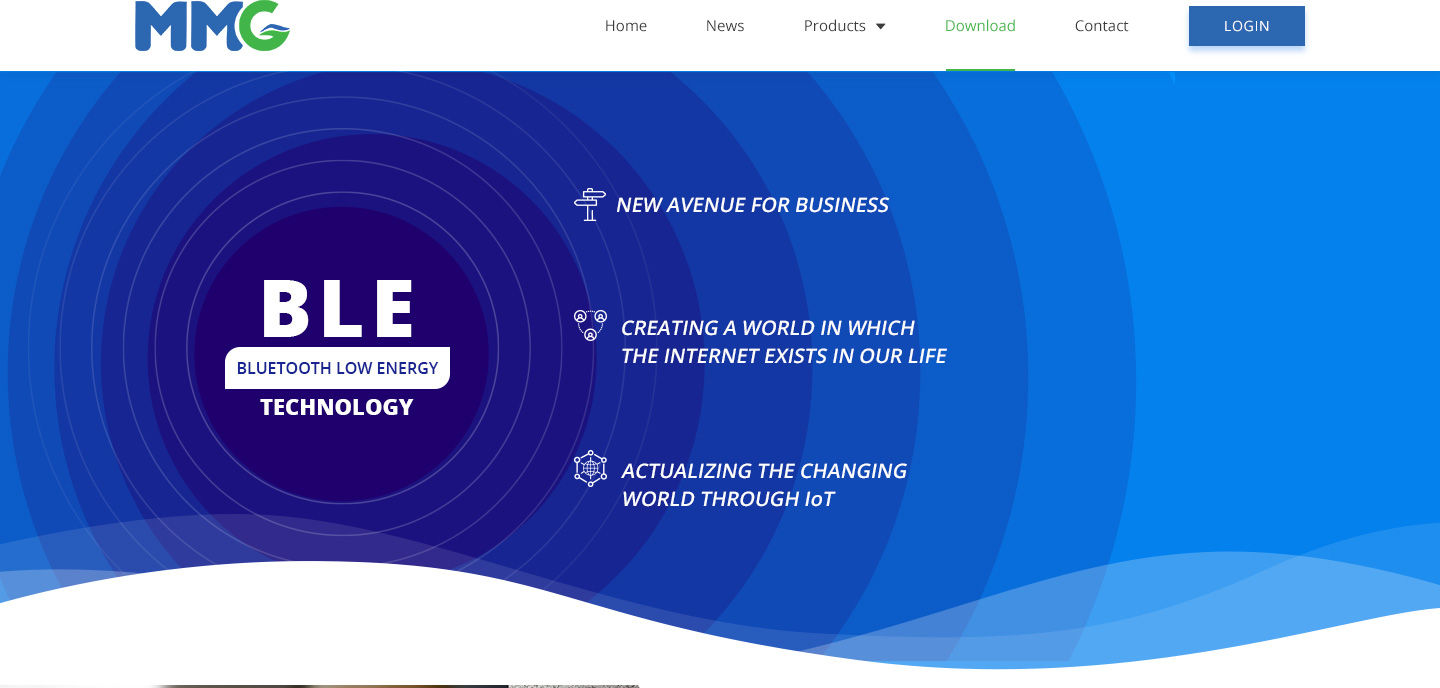 MMG
Home
News
Products
Download
Contact
LOGIN
NEW AVENUE FOR BUSINESS
BLE
BLUETOOTH LOW ENERGY
TECHNOLOGY
CREATING A WORLD IN WHICH
THE INTERNET EXISTS IN OUR LIFE
ACTUALIZING THE CHANGING
WORLD THROUGH IoT